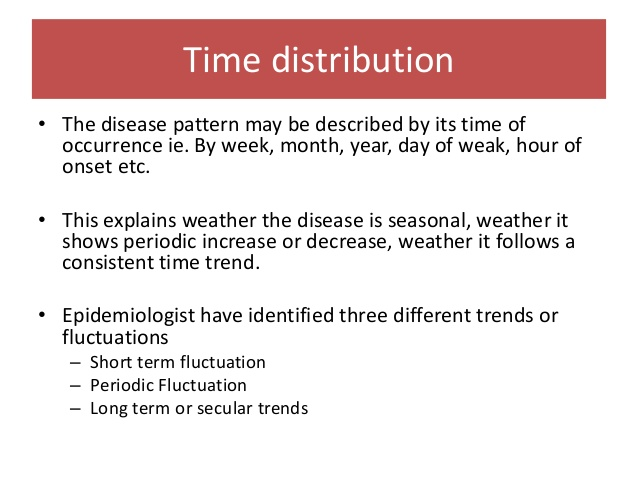 Time distribution
• The disease pattern may be described by its time of
occurrence ie. By week, month, year, day of weak, hour of
onset etc.
• This explains weather the disease is seasonal, weather it
shows periodic increase or decrease, weather it follows a
consistent time trend.
• Epidemiologist have identified three different trends or
fluctuations
– Short term fluctuation
– Periodic Fluctuation
– Long term or secular trends